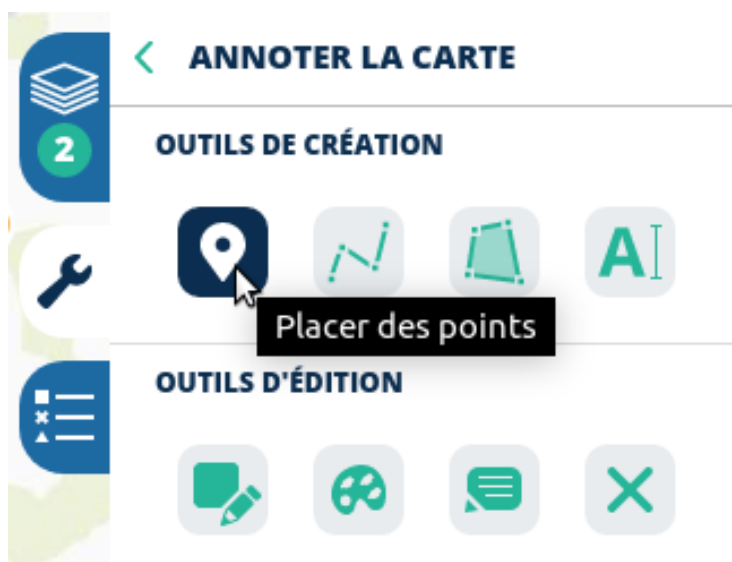 ANNOTER LA CARTE
2
OUTILS DE CRÉATION
A
Placer des points
OUTILS D'ÉDITION